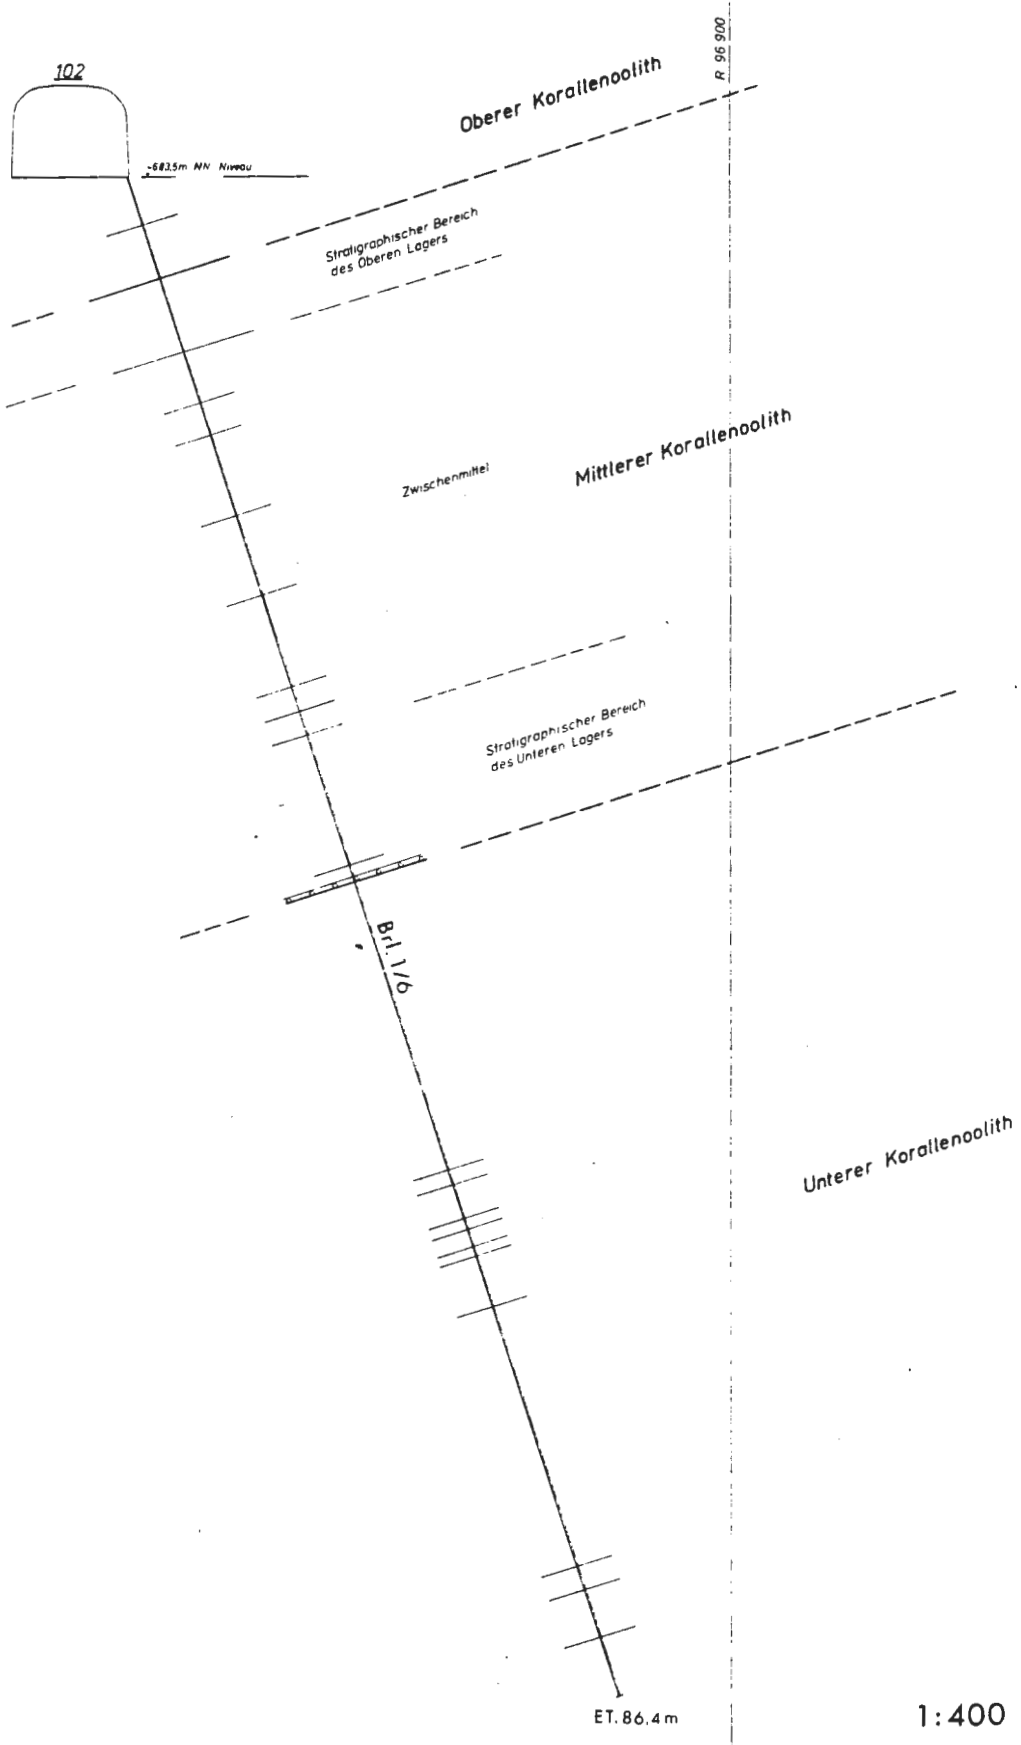 R 96 900
102
Oberer Korallenoolith
-683,5m NN Niveau
Stratigraphischer Bereich
des Oberen Lagers
Mittlerer Korallenoolith
Zwischenmittel
Stratigraphischer Bereich
des Unteren Lagers
Brl. 1/6
Unterer Korallenoolith
ET. 86,4 m
1:400